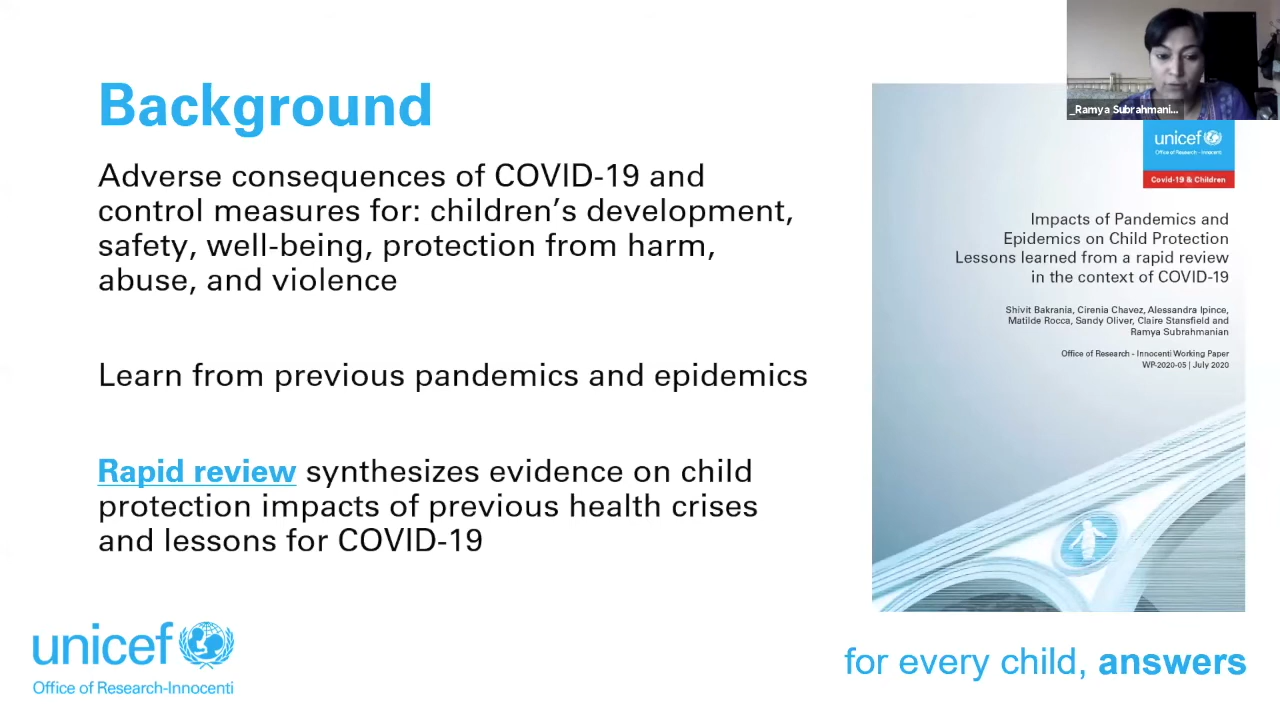 Background
Adverse consequences of COVID-19 and
control measures for: children’s development,
safety, well-being, protection from harm,
abuse, and violence
Learn from previous pandemics and epidemics
Rapid review synthesizes evidence on child
protection impacts of previous health crises
and lessons for COVID-19
unicef
Office of Research-Innocenti
_Ramya Subrahmani...
unicef
Office of Research - Innocenti
Covid-19 & Children
Impacts of Pandemics and
Epidemics on Child Protection
Lessons learned from a rapid review
in the context of COVID-19
Shivit Bakrania, Cirenia Chavez, Alessandra Ipince,
Matilde Rocca, Sandy Oliver, Claire Stansfield and
Ramya Subrahmanian
Office of Research - Innocenti Working Paper
WP-2020-05 | July 2020
for every child, answers